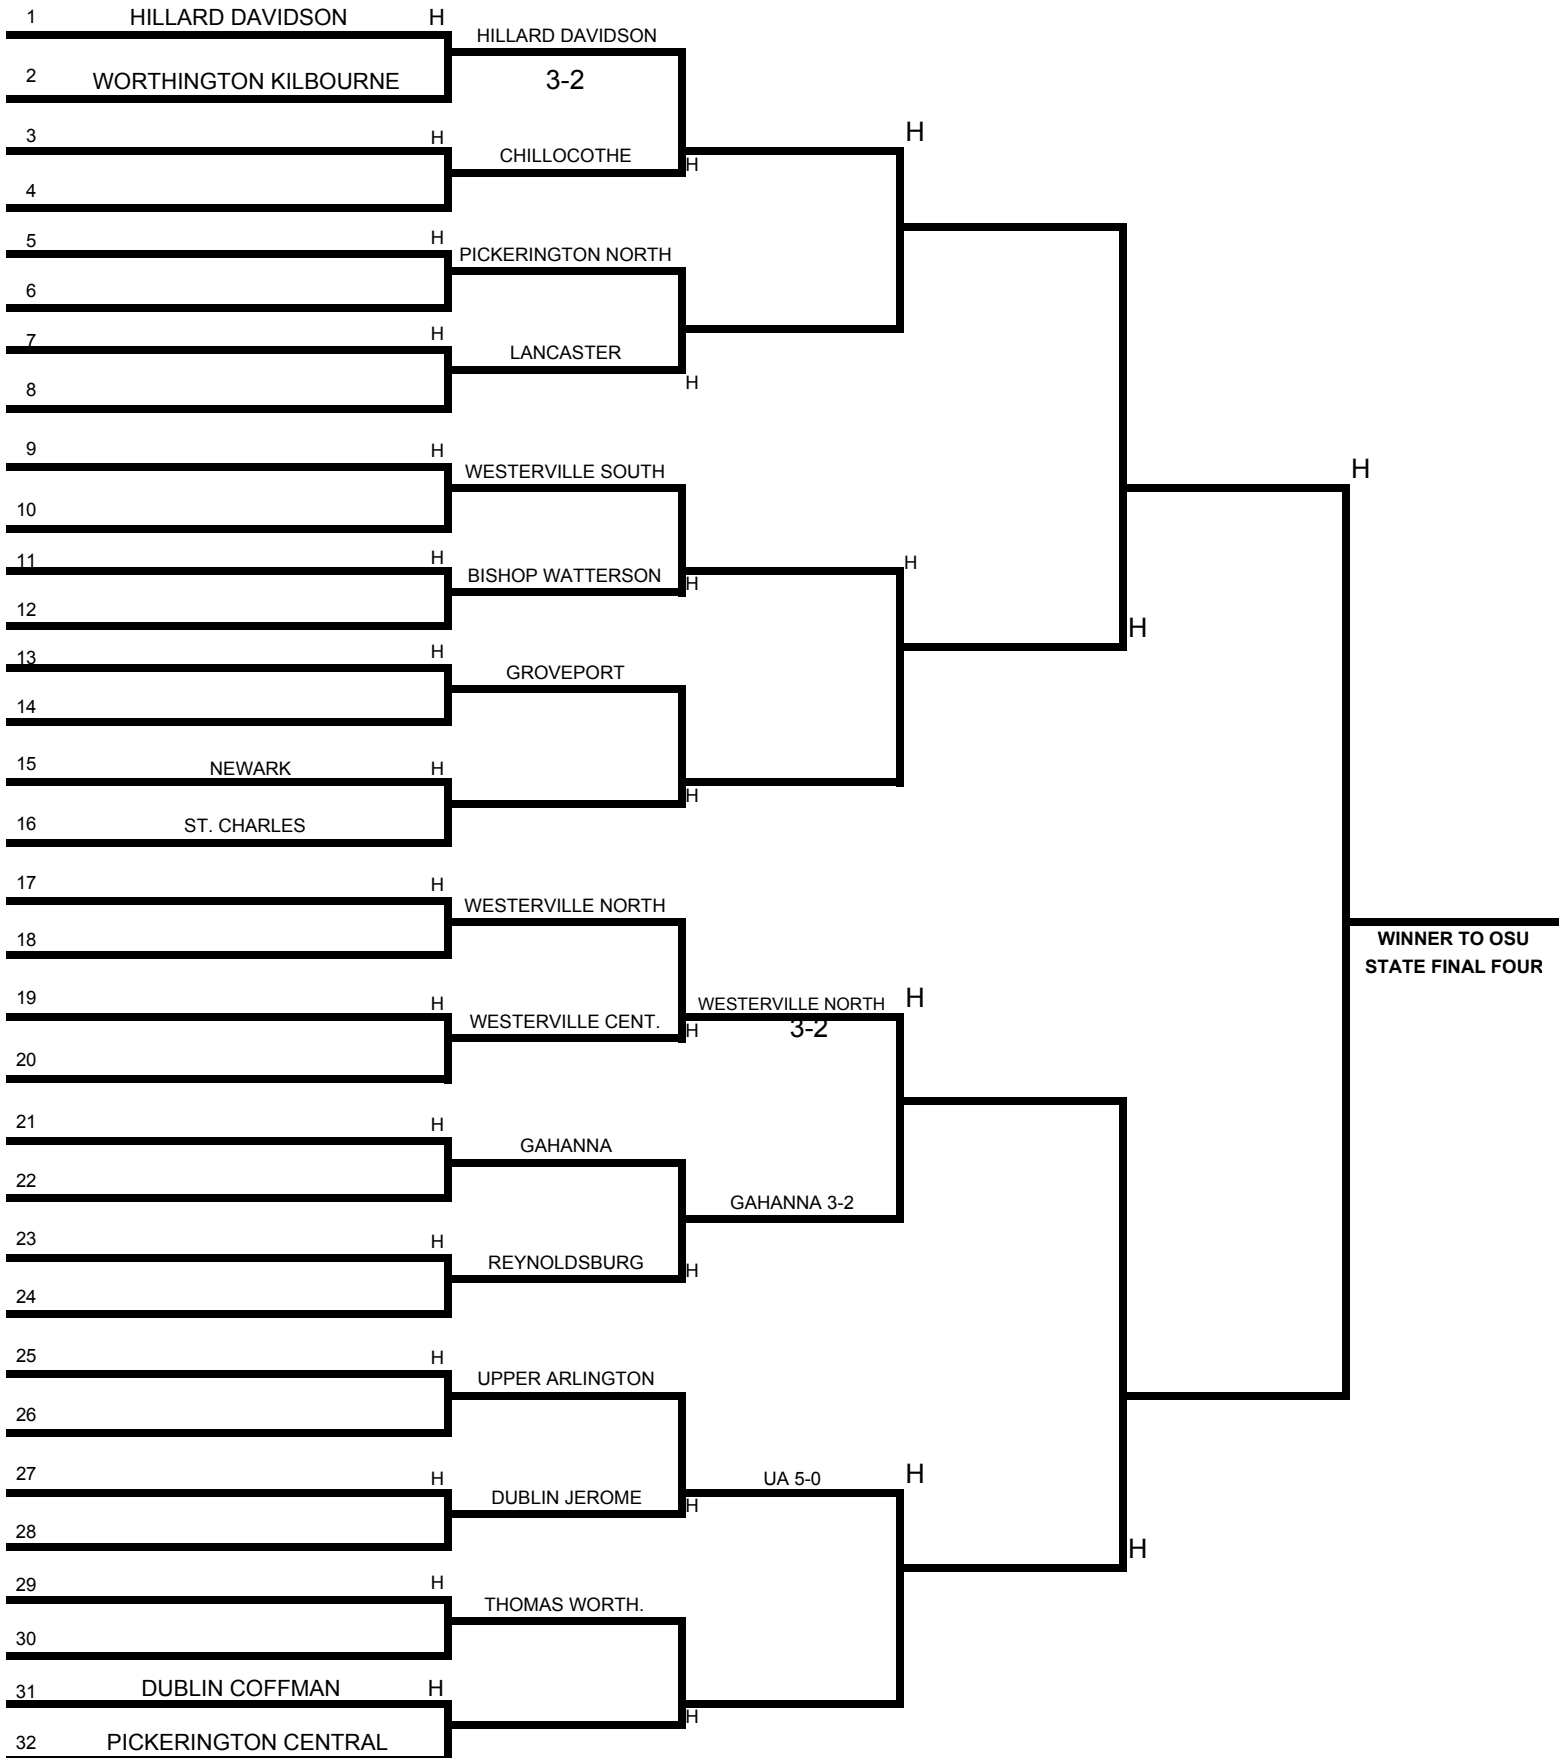 1 HILLARD DAVIDSON H
HILLARD DAVIDSON
2 WORTHINGTON KILBOURNE
3-2
3 H
H
CHILLOCOTHE
H
4
5 H
PICKERINGTON NORTH
6
7 H
LANCASTER
H
8
9 H
H
WESTERVILLE SOUTH
10
11 H
H
BISHOP WATTERSON
H
12
H
13 H
GROVEPORT
14
15 NEWARK H
H
16 ST. CHARLES
17 H
WESTERVILLE NORTH
18
WINNER TO OSU
STATE FINAL FOUR
19 H
WESTERVILLE NORTH H
WESTERVILLE CENT.
H
3-2
20
21 H
GAHANNA
22
GAHANNA 3-2
23 H
REYNOLDSBURG
H
24
25 H
UPPER ARLINGTON
26
27 H
UA 5-0 H
DUBLIN JEROME
H
28
H
29 H
THOMAS WORTH.
30
31 DUBLIN COFFMAN H
H
32 PICKERINGTON CENTRAL